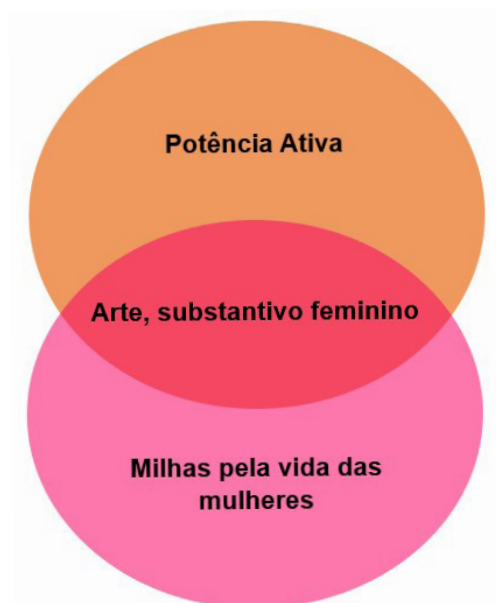 Potência Ativa
Arte, substantivo feminino
Milhas pela vida das
mulheres